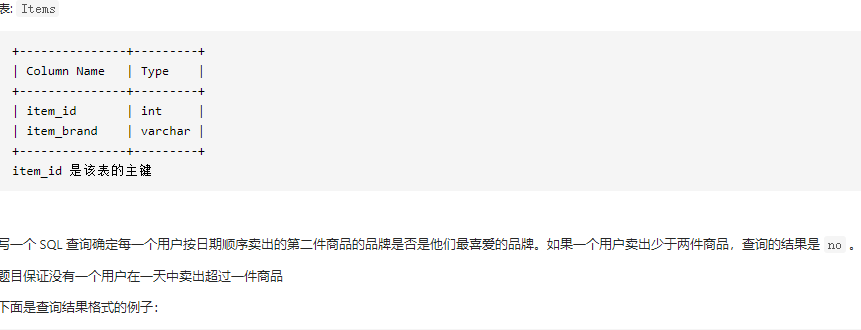 表: Items
+---------------+---------+
| Column Name   | Type    |
+---------------+---------+
| item_id       | int     |
| item_brand    | varchar |
+---------------+---------+
item_id 是该表的主键
写一个 SQL 查询确定每一个用户按日期顺序卖出的第二件商品的品牌是否是他们最喜爱的品牌。如果一个用户卖出少于两件商品，查询的结果是 no 。
题目保证没有一个用户在一天中卖出超过一件商品
下面是查询结果格式的例子：